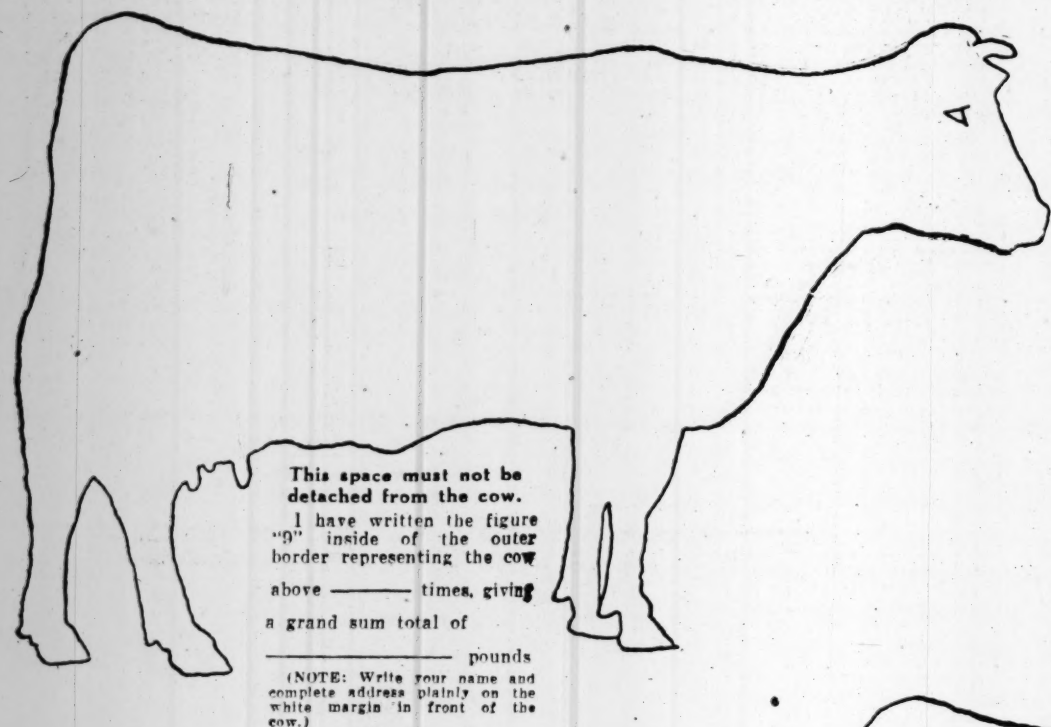 This space must not be
detached from the cow.
I have written the figure
"9" inside of the outer
border representing the cow
above ———— times, giving
a grand sum total of
———————— pounds
(NOTE: Write your name and
complete address plainly on the
white margin in front of the
cow.)